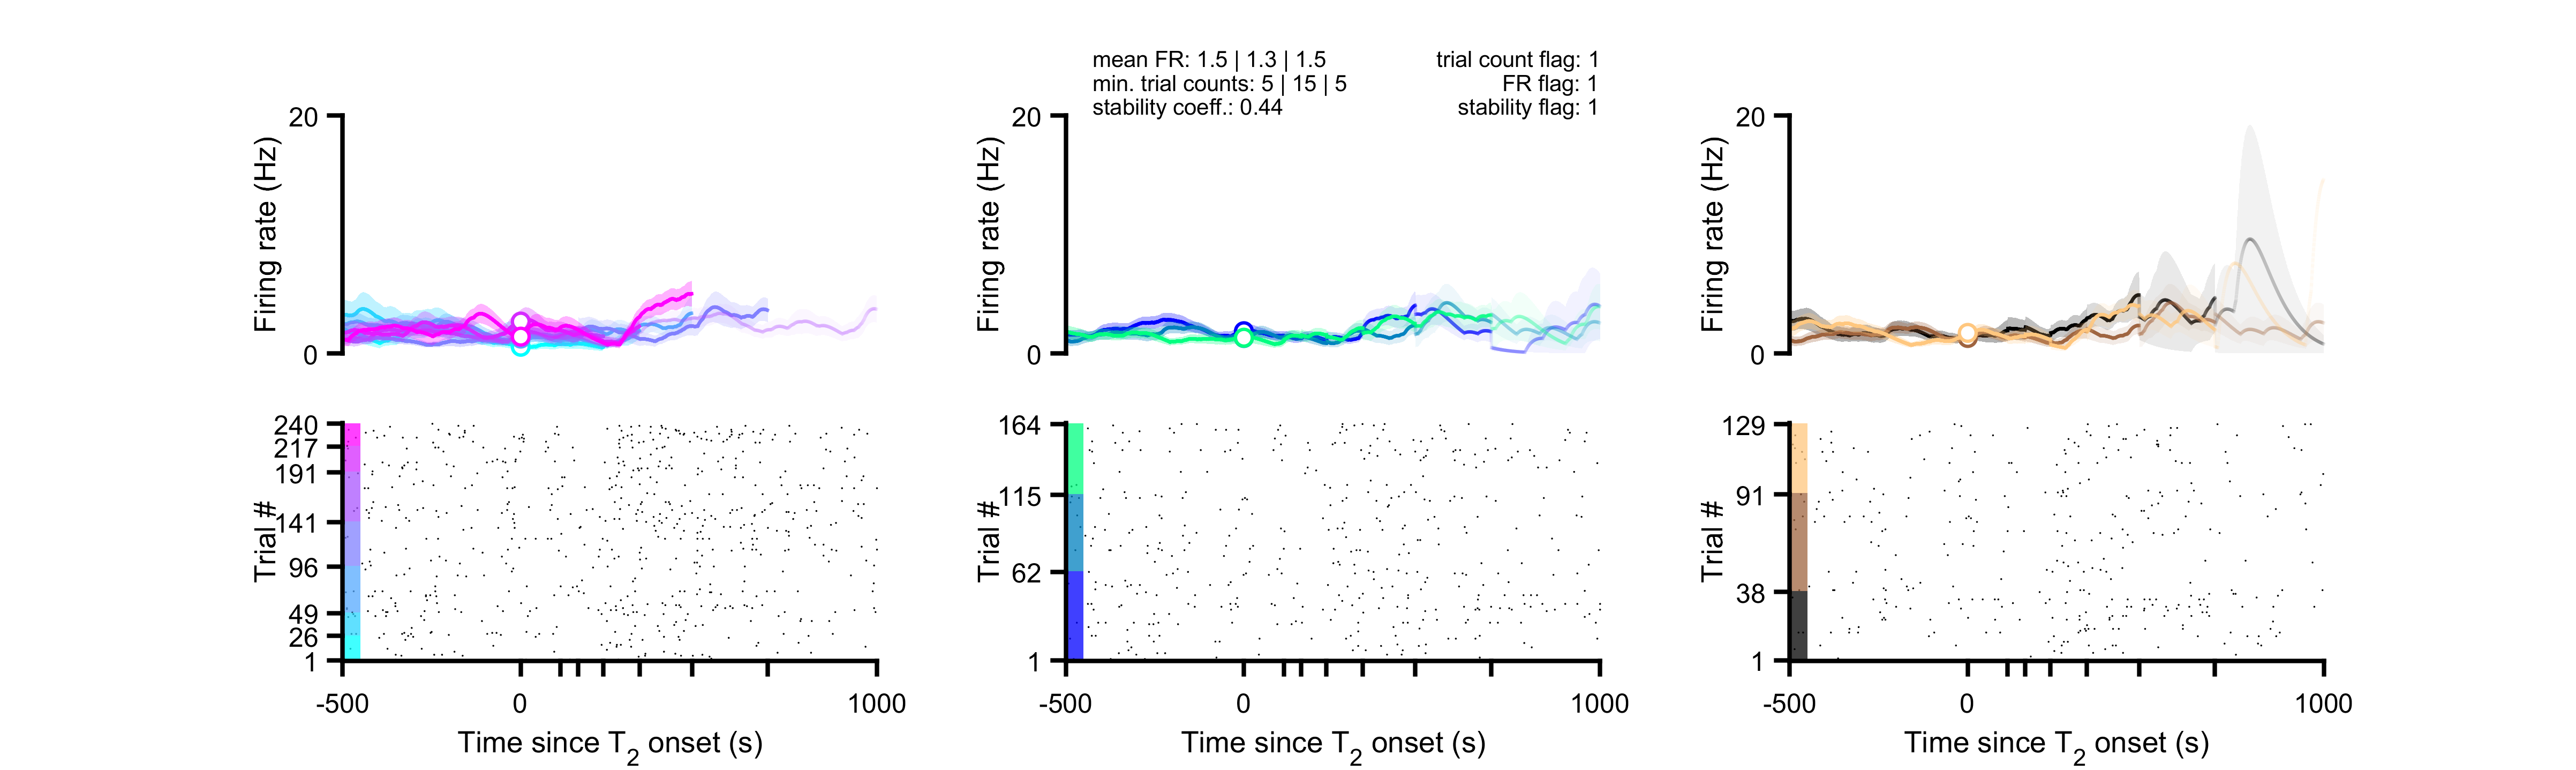 mean FR: 1.5 | 1.3 | 1.5
min. trial counts: 5 | 15 | 5
stability coeff.: 0.44
trial count flag: 1
FR flag: 1
stability flag: 1
20
0
Firing rate (Hz)
20
0
Firing rate (Hz)
20
0
Firing rate (Hz)
240
217
191
141
96
49
26
1
Trial #
-500
0
1000
Time since T2 onset (s)
164
115
62
1
Trial #
-500
0
1000
Time since T2 onset (s)
129
91
38
1
Trial #
-500
0
1000
Time since T2 onset (s)